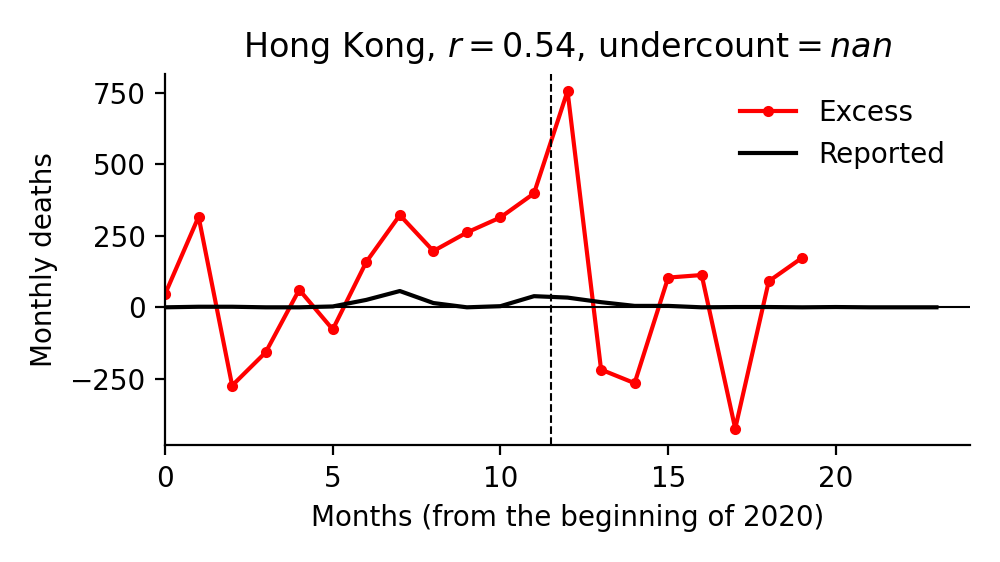 Hong Kong, r = 0.54, undercount = nan
Excess
Reported
Monthly deaths
750
500
250
0
−250
0 5 10 15 20
Months (from the beginning of 2020)